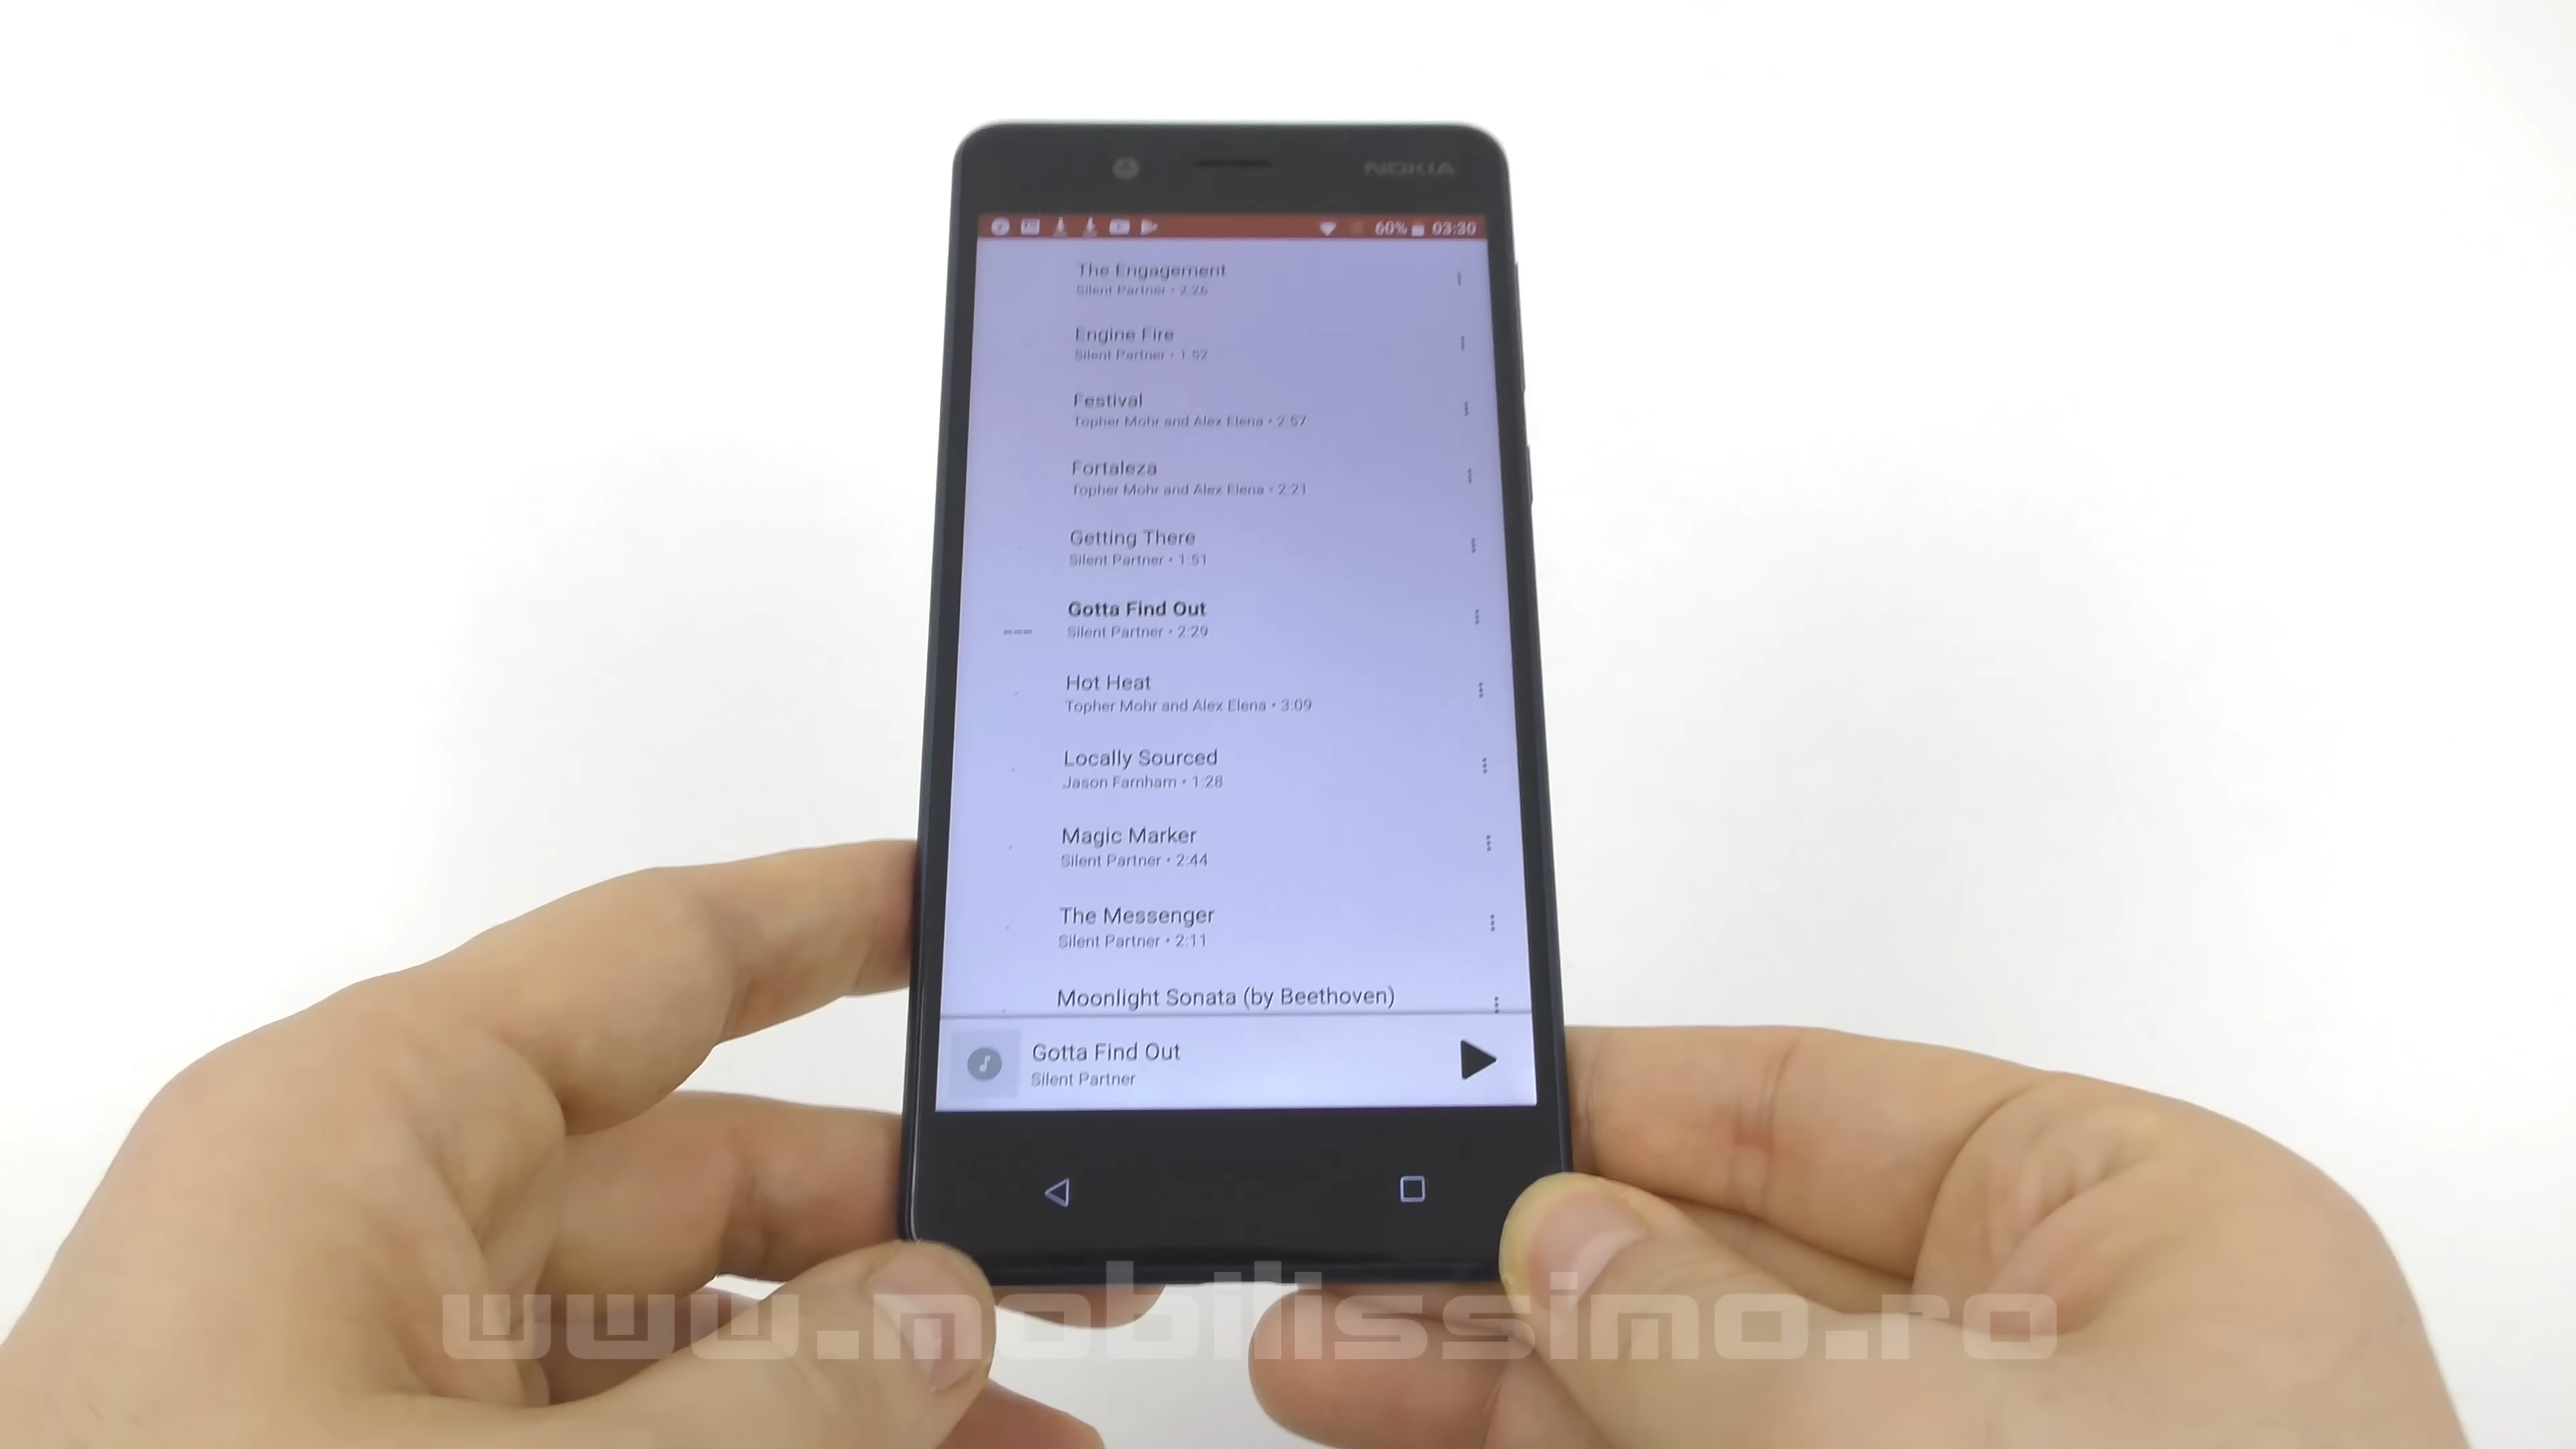 NOKIA
60% 03:30
The Engagement
Silent Partner • 2:26
Engine Fire
Silent Partner • 1:52
Festival
Topher Mohr and Alex Elena • 2:57
Fortaleza
Topher Mohr and Alex Elena • 2:21
Getting There
Silent Partner • 1:51
Gotta Find Out
Silent Partner • 2:29
Hot Heat
Topher Mohr and Alex Elena • 3:09
Locally Sourced
Jason Farnham • 1:28
Magic Marker
Silent Partner • 2:44
The Messenger
Silent Partner • 2:11
Moonlight Sonata (by Beethoven)
Gotta Find Out
Silent Partner
www.mobilissimo.ro